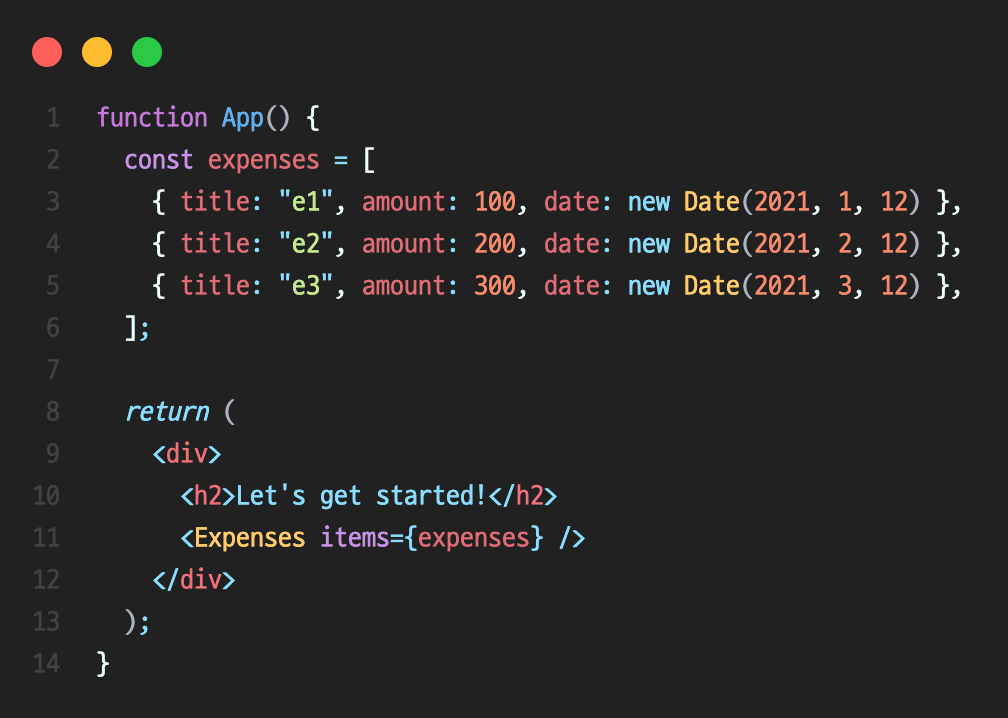 1 function App() {
2   const expenses = [
3     { title: "e1", amount: 100, date: new Date(2021, 1, 12) },
4     { title: "e2", amount: 200, date: new Date(2021, 2, 12) },
5     { title: "e3", amount: 300, date: new Date(2021, 3, 12) },
6   ];
7
8   return (
9     <div>
10       <h2>Let's get started!</h2>
11       <Expenses items={expenses} />
12     </div>
13   );
14 }